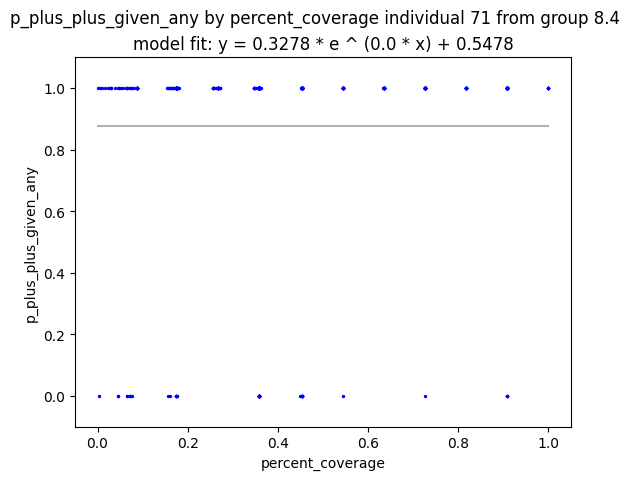 p_plus_plus_given_any by percent_coverage individual 71 from group 8.4
model fit: y = 0.3278 * e ^ (0.0 * x) + 0.5478
1.0
0.8
0.6
0.4
0.2
0.0
p_plus_plus_given_any
0.0 0.2 0.4 0.6 0.8 1.0
percent_coverage